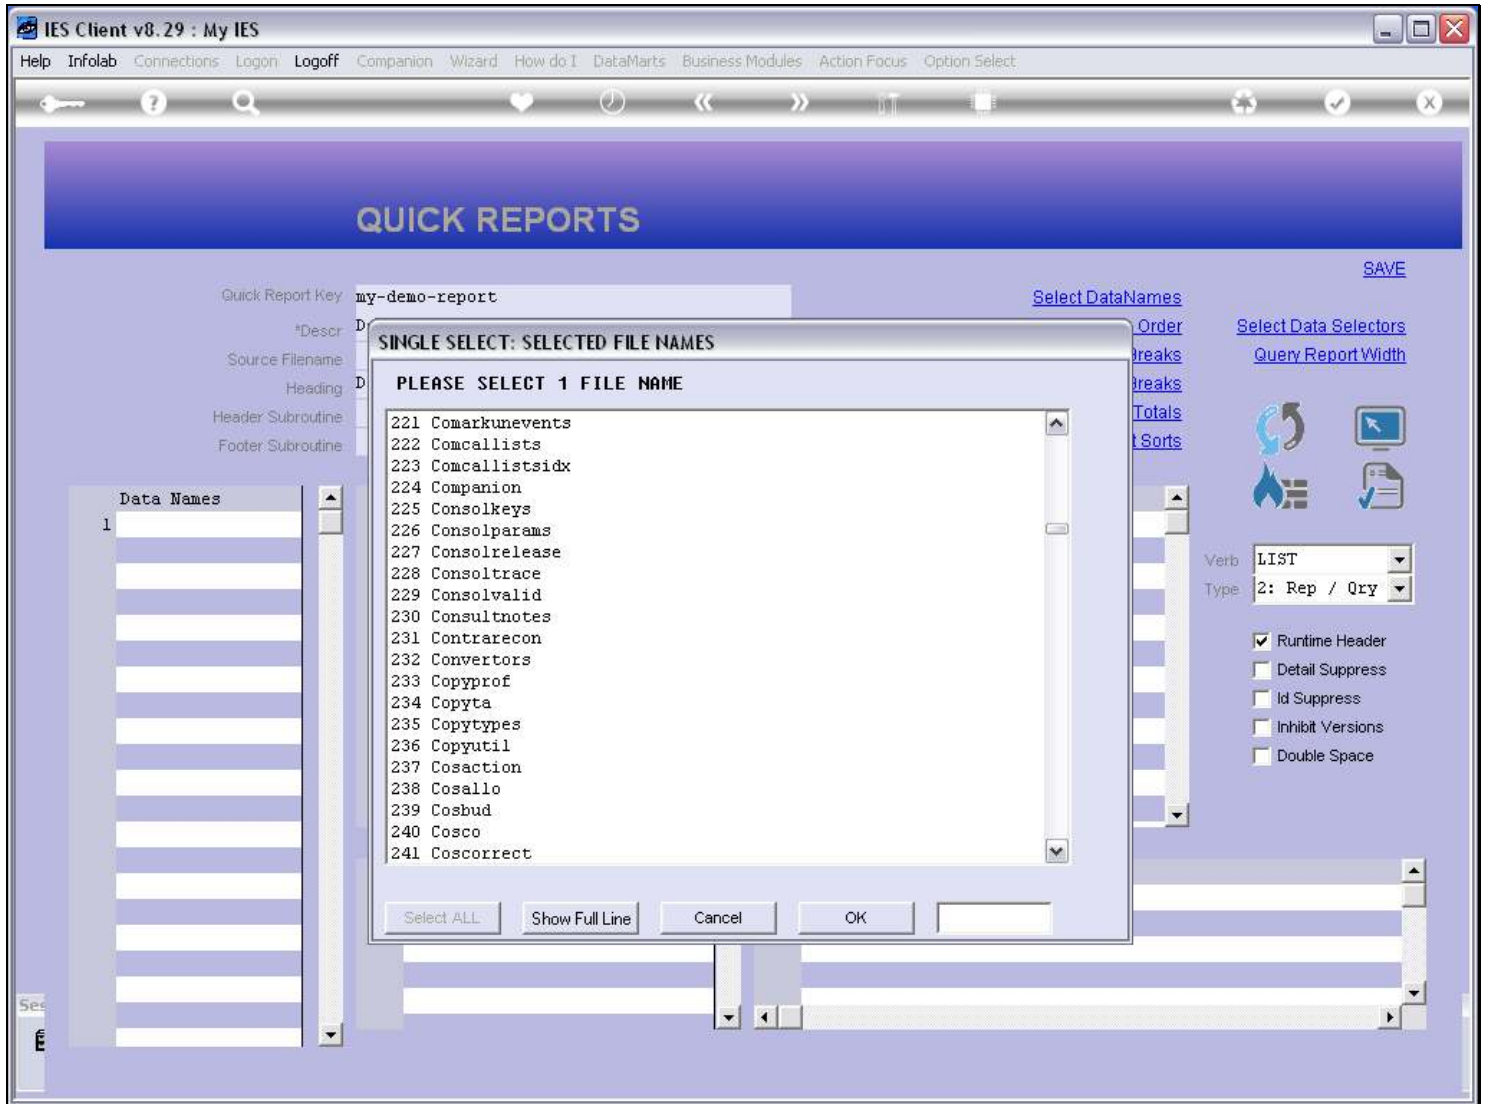 IES Client v8.29 : My IES
Help Infolab Connections Logon Logoff Companion Wizard How do I DataMarts Business Modules Action Focus Option Select
QUICK REPORTS
SAVE
Quick Report Key my-demo-report
Select DataNames
*Descr D
Order
Select Data Selectors
Source Filename
Breaks
Query Report Width
Heading D
Breaks
Header Subroutine
Totals
Footer Subroutine
t Sorts
SINGLE SELECT: SELECTED FILE NAMES
PLEASE SELECT 1 FILE NAME
221 Comarkunevents
222 Comcallists
223 Comcallistsidx
224 Companion
225 Consolkeys
226 Consolparams
227 Consolrelease
228 Consoltrace
229 Consolvalid
230 Consultnotes
231 Contrarecon
232 Convertors
233 Copyprof
234 Copyta
235 Copytypes
236 Copyutil
237 Cosaction
238 Cosallo
239 Cosbud
240 Cosco
241 Coscorrect
Select ALL Show Full Line Cancel OK
Data Names
1
Verb LIST
Type 2: Rep / Qry
Runtime Header
Detail Suppress
Id Suppress
Inhibit Versions
Double Space
Ses